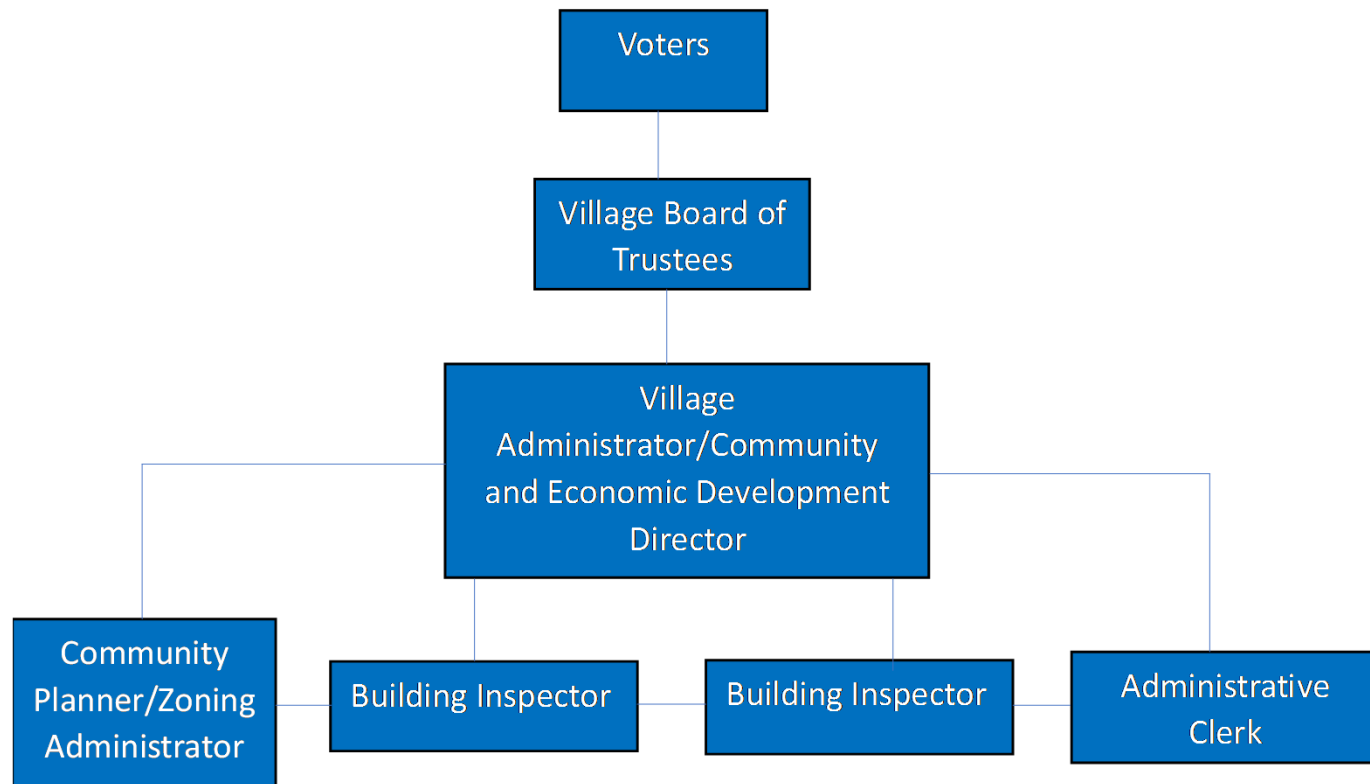 Voters
Village Board of
Trustees
Village
Administrator/Community
and Economic Development
Director
Community
Planner/Zoning
Administrator
Building Inspector
Building Inspector
Administrative
Clerk